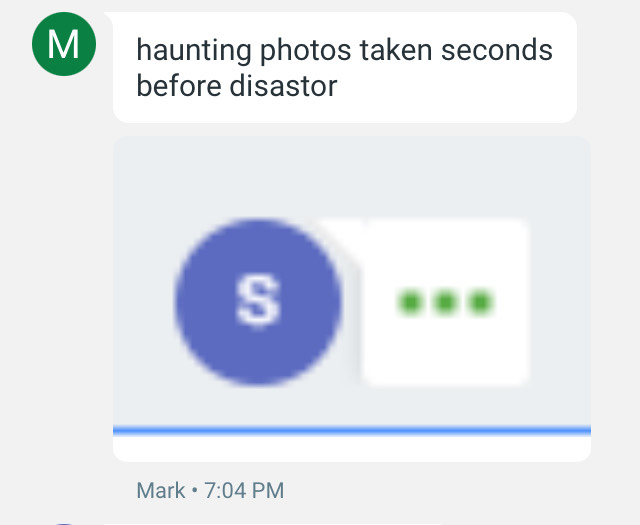 M
haunting photos taken seconds
before disastor
S
Mark • 7:04 PM